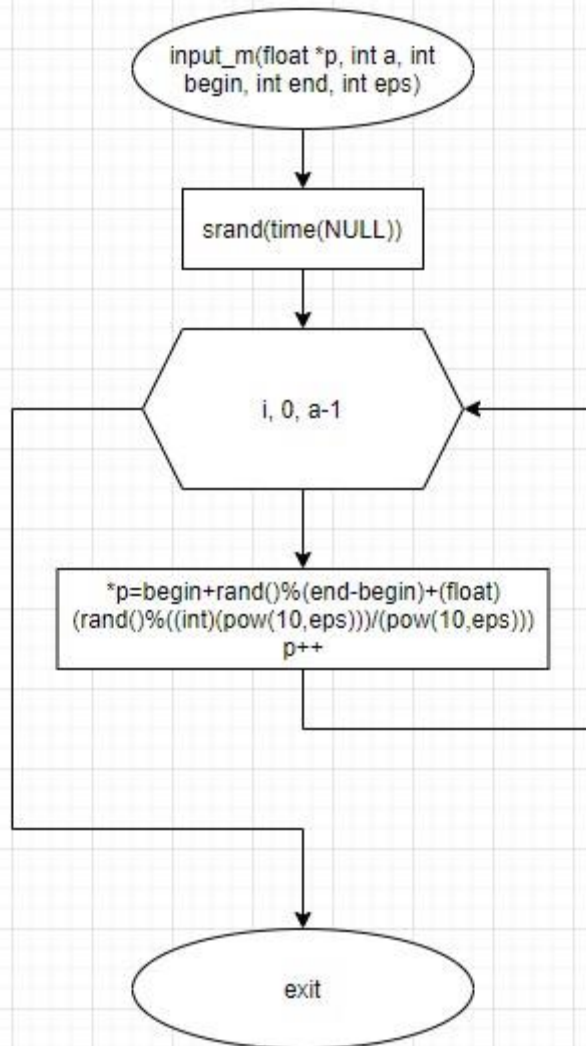 input_m(float *p, int a, int
begin, int end, int eps)
srand(time(NULL))
i, 0, a-1
*p=begin+rand()%(end-begin)+(float)
(rand()%((int)(pow(10,eps)))/(pow(10,eps)))
p++
exit